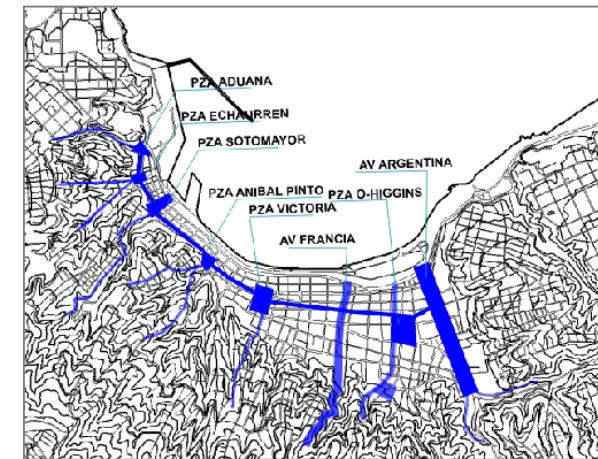 PZA ADUANA
PZA ECHAURREN
PZA SOTOMAYOR
AV ARGENTINA
PZA ANIBAL PINTO
PZA O-HIGGINS
PZA VICTORIA
AV FRANCIA